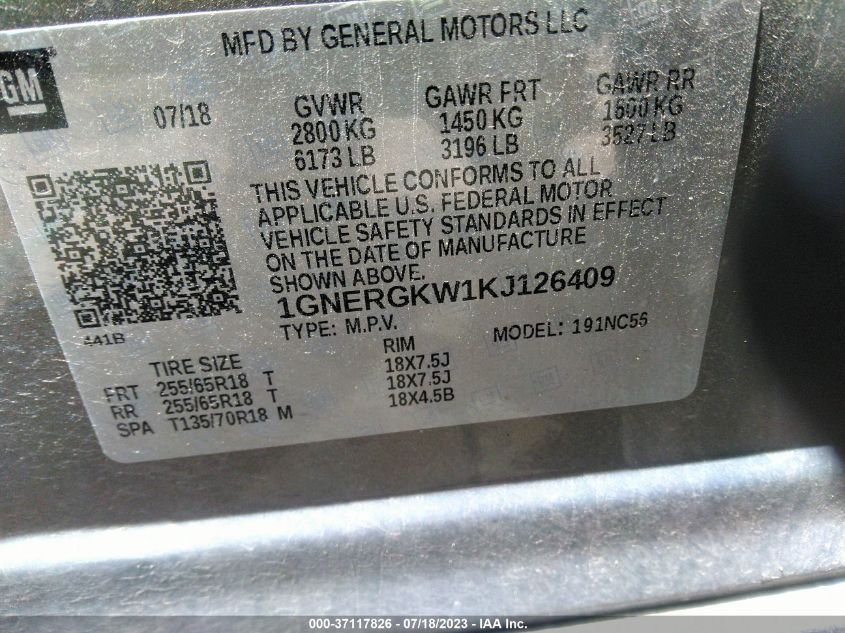 MFD BY GENERAL MOTORS LLC
GM
07/18 GVWR GAWR FRT GAWR RR
2800 KG 1450 KG 1600 KG
6173 LB 3196 LB 3527 LB
THIS VEHICLE CONFORMS TO ALL
APPLICABLE U.S. FEDERAL MOTOR
VEHICLE SAFETY STANDARDS IN EFFECT
ON THE DATE OF MANUFACTURE
SHOWN ABOVE.
1GNERGKW1KJ126409
441B
TYPE: M.P.V. MODEL: 191NC56
TIRE SIZE RIM
FRT 255/65R18 T 18X7.5J
RR 255/65R18 T 18X7.5J
SPA T135/70R18 M 18X4.5B
000-37117826 - 07/18/2023 - IAA Inc.